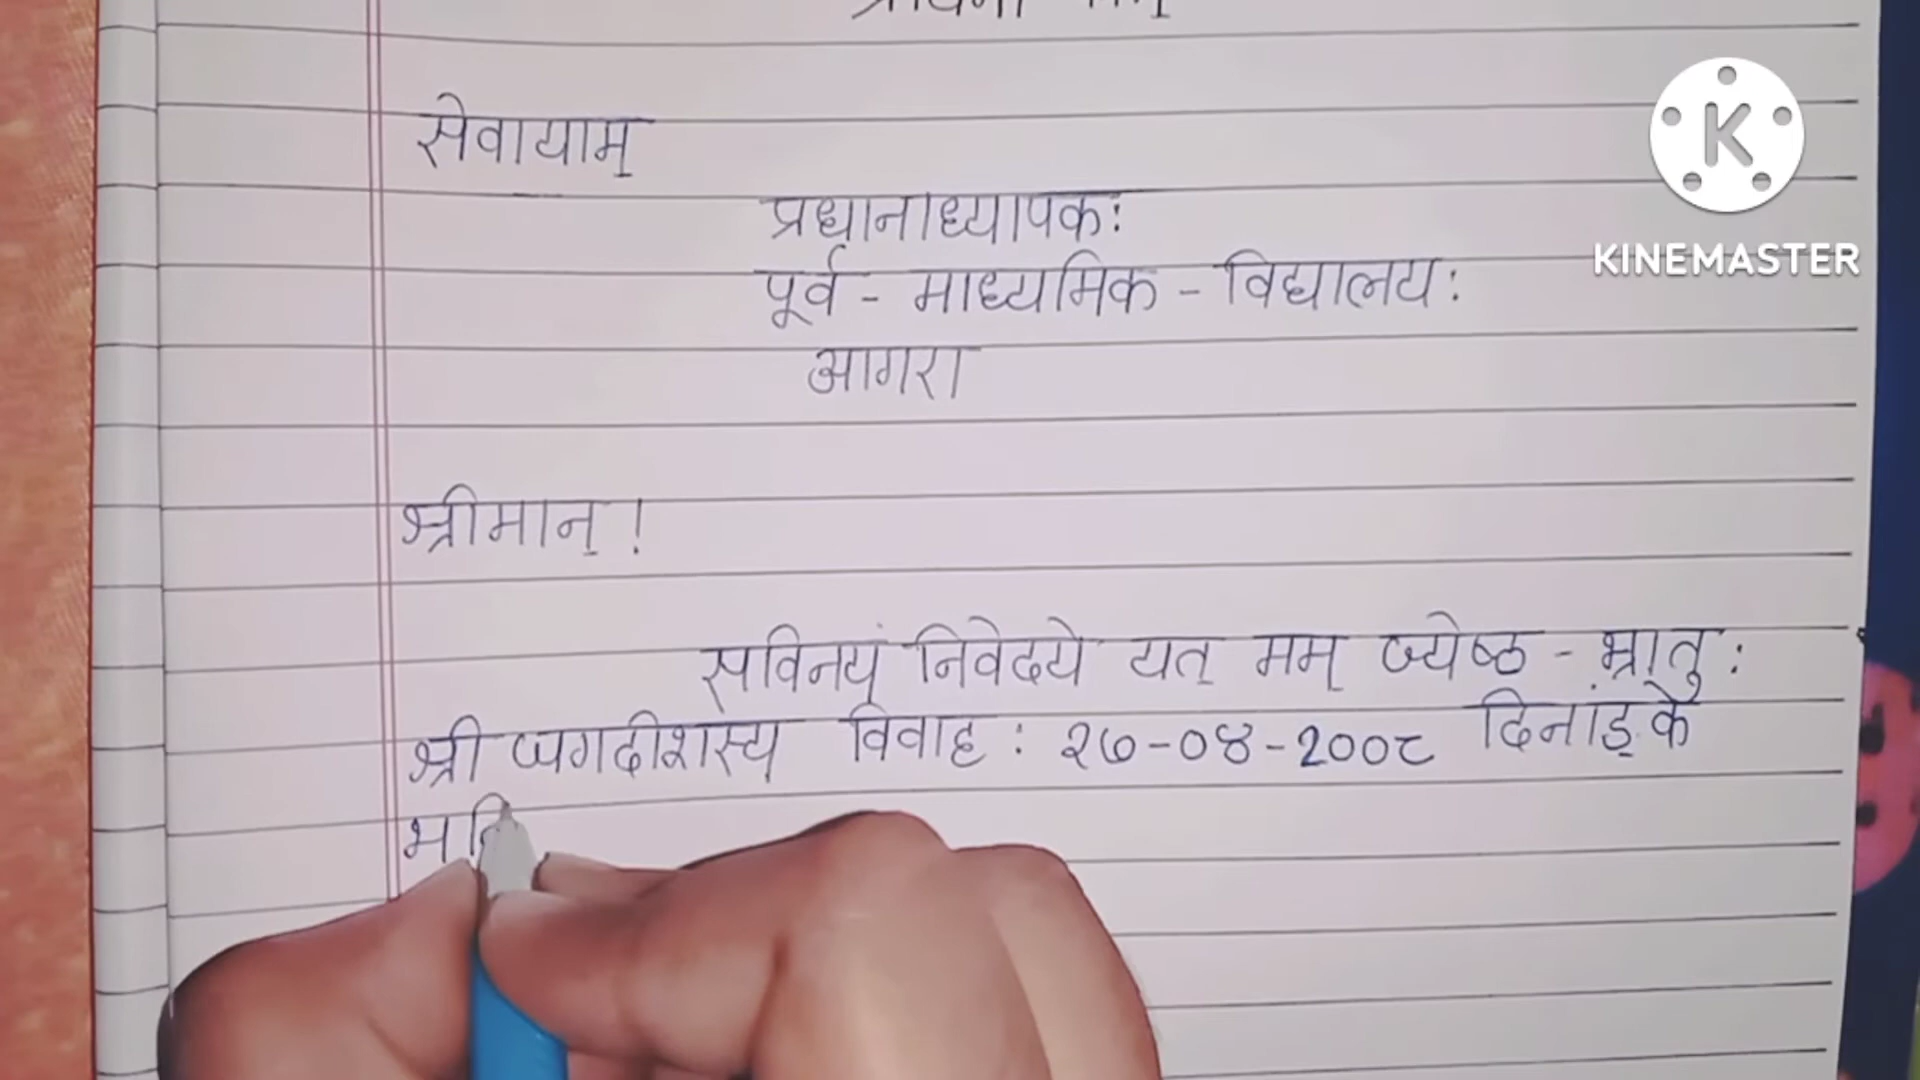 सेवायाम्
प्रधानाध्यापकः
पूर्व - माध्यमिक - विद्यालयः
आगरा
श्रीमान् !
सविनयं निवेदये यत् मम् ज्येष्ठ - भ्रातुः
श्री जगदीशस्य विवाहः २७-०४-२००८ दिनांङ्के
K
KINEMASTER